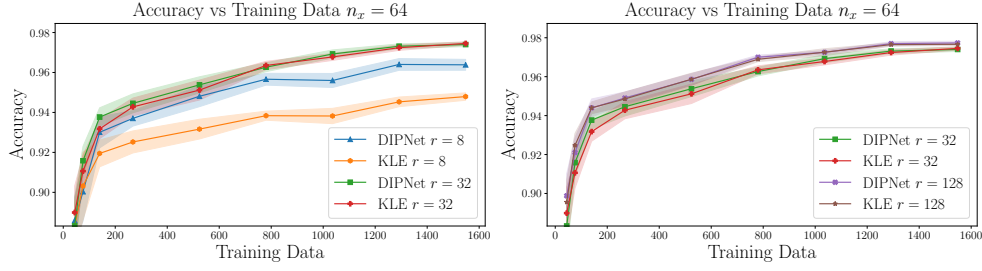 Accuracy vs Training Data n_x = 64
Accuracy
0.98
0.96
0.94
0.92
0.90
DIPNet r = 8
KLE r = 8
DIPNet r = 32
KLE r = 32
0 200 400 600 800 1000 1200 1400 1600
Training Data
Accuracy vs Training Data n_x = 64
Accuracy
0.98
0.96
0.94
0.92
0.90
DIPNet r = 32
KLE r = 32
DIPNet r = 128
KLE r = 128
0 200 400 600 800 1000 1200 1400 1600
Training Data